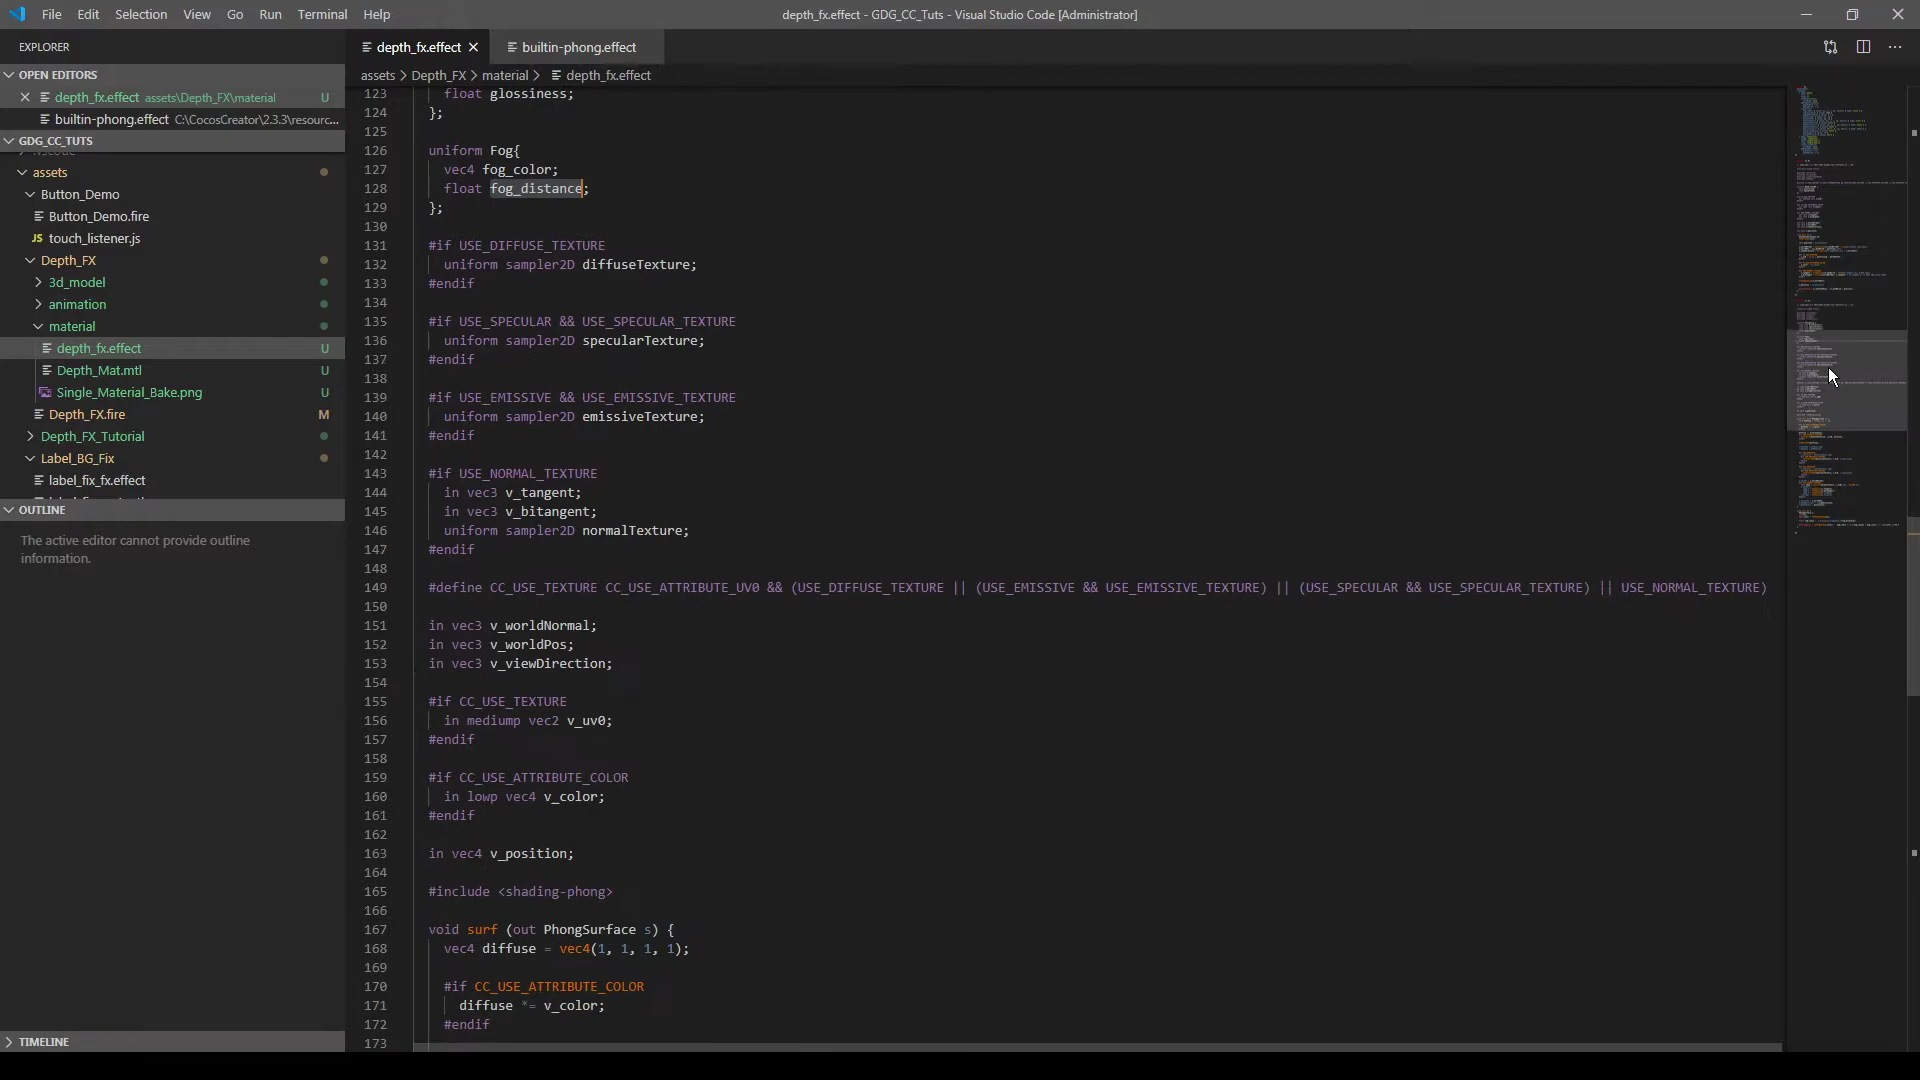 File Edit Selection View Go Run Terminal Help
depth_fx.effect - GDG_CC_Tuts - Visual Studio Code [Administrator]
EXPLORER
OPEN EDITORS
depth_fx.effect assets\Depth_FX\material U
builtin-phong.effect C:\CocosCreator\2.3.3\resourc...
GDG_CC_TUTS
assets
Button_Demo
Button_Demo.fire
JS touch_listener.js
Depth_FX
3d_model
animation
material
depth_fx.effect U
Depth_Mat.mtl U
Single_Material_Bake.png U
Depth_FX.fire M
Depth_FX_Tutorial
Label_BG_Fix
label_fix_fx.effect
OUTLINE
The active editor cannot provide outline
information.
TIMELINE
depth_fx.effect
builtin-phong.effect
assets > Depth_FX > material > depth_fx.effect
123 float glossiness;
124 };
125
126 uniform Fog{
127 vec4 fog_color;
128 float fog_distance;
129 };
130
131 #if USE_DIFFUSE_TEXTURE
132 uniform sampler2D diffuseTexture;
133 #endif
134
135 #if USE_SPECULAR && USE_SPECULAR_TEXTURE
136 uniform sampler2D specularTexture;
137 #endif
138
139 #if USE_EMISSIVE && USE_EMISSIVE_TEXTURE
140 uniform sampler2D emissiveTexture;
141 #endif
142
143 #if USE_NORMAL_TEXTURE
144 in vec3 v_tangent;
145 in vec3 v_bitangent;
146 uniform sampler2D normalTexture;
147 #endif
148
149 #define CC_USE_TEXTURE CC_USE_ATTRIBUTE_UV0 && (USE_DIFFUSE_TEXTURE || (USE_EMISSIVE && USE_EMISSIVE_TEXTURE) || (USE_SPECULAR && USE_SPECULAR_TEXTURE) || USE_NORMAL_TEXTURE)
150
151 in vec3 v_worldNormal;
152 in vec3 v_worldPos;
153 in vec3 v_viewDirection;
154
155 #if CC_USE_TEXTURE
156 in mediump vec2 v_uv0;
157 #endif
158
159 #if CC_USE_ATTRIBUTE_COLOR
160 in lowp vec4 v_color;
161 #endif
162
163 in vec4 v_position;
164
165 #include <shading-phong>
166
167 void surf (out PhongSurface s) {
168 vec4 diffuse = vec4(1, 1, 1, 1);
169
170 #if CC_USE_ATTRIBUTE_COLOR
171 diffuse *= v_color;
172 #endif
173